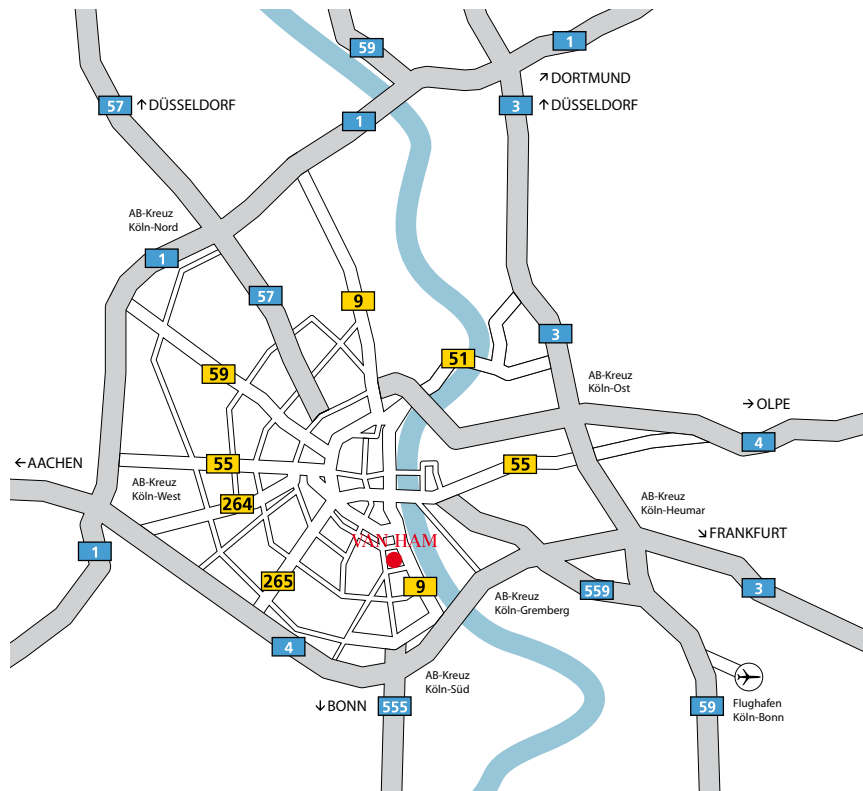 59
1
↗DORTMUND
57
↑DÜSSELDORF
3
↑DÜSSELDORF
1
AB-Kreuz
Köln-Nord
1
57
9
3
51
59
AB-Kreuz
Köln-Ost
→OLPE
4
←AACHEN
55
55
AB-Kreuz
Köln-West
264
AB-Kreuz
Köln-Heumar
↘FRANKFURT
VAN HAM
1
265
9
559
3
AB-Kreuz
Köln-Gremberg
4
AB-Kreuz
Köln-Süd
↓BONN
555
59
Flughafen
Köln-Bonn